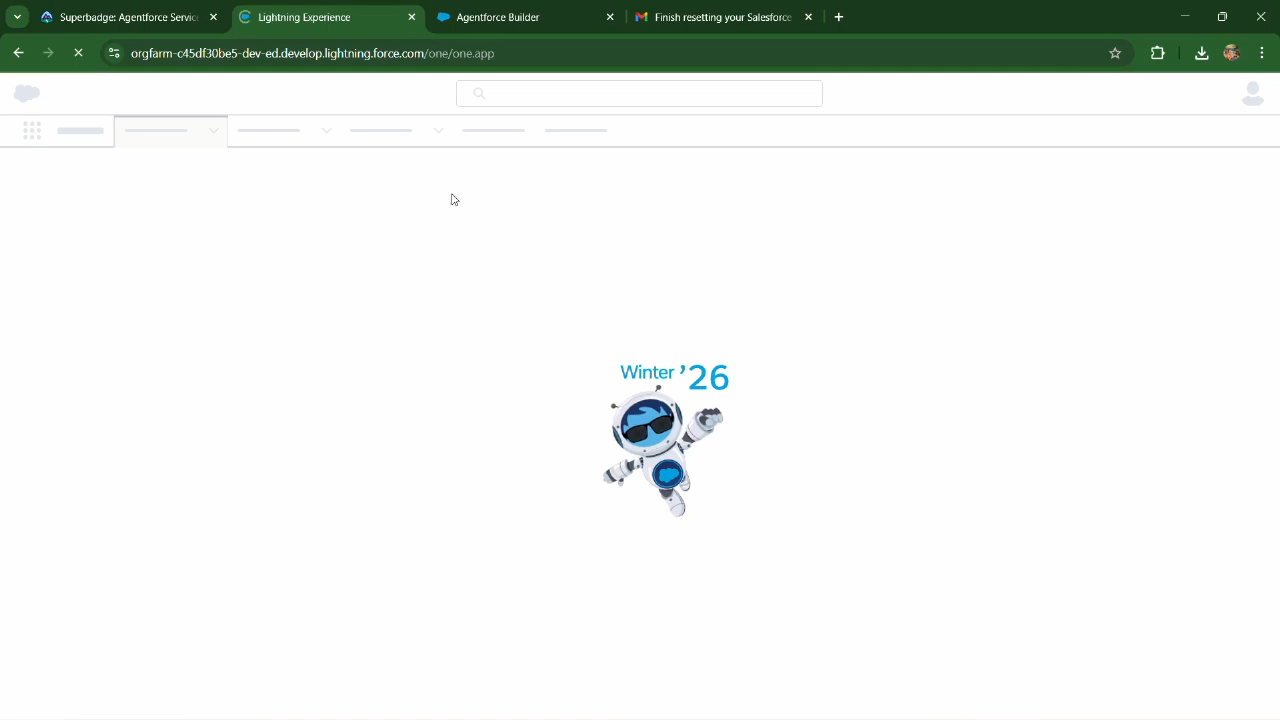 Superbadge: Agentforce Servic
Lightning Experience
Agentforce Builder
Finish resetting your Salesforce
orgfarm-c45df30be5-dev-ed.develop.lightning.force.com/one/one.app
Winter ’26